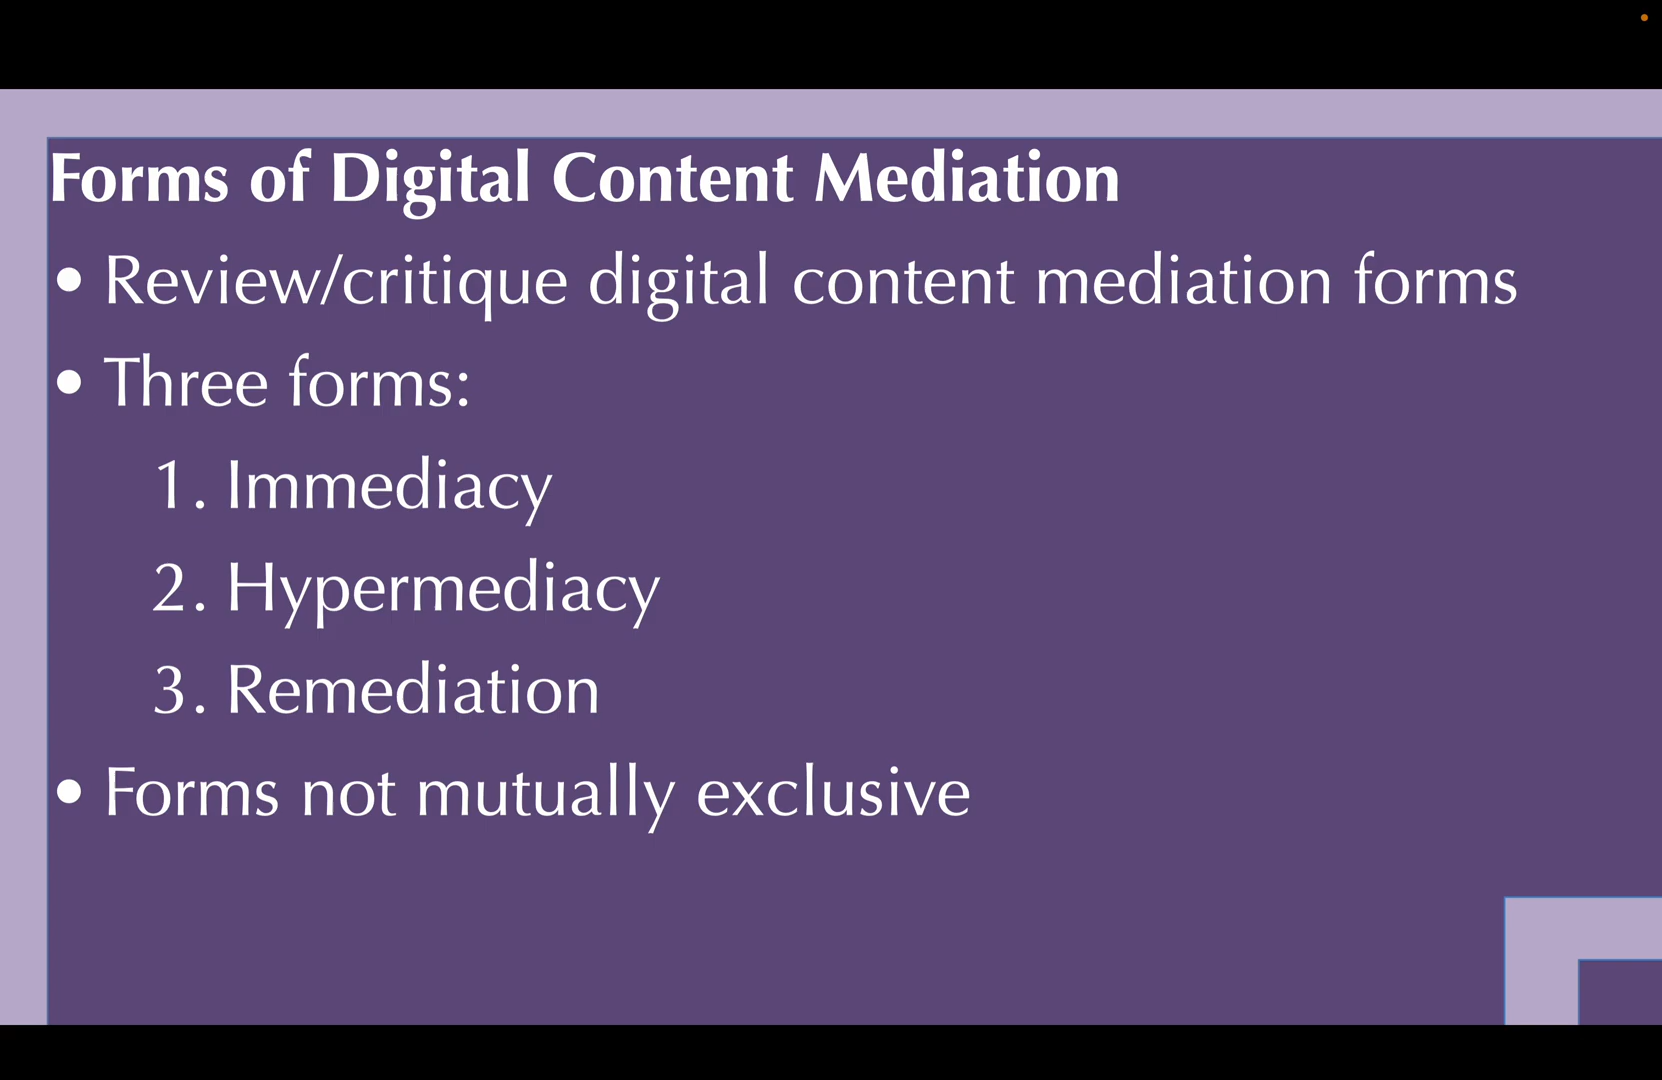 Forms of Digital Content Mediation
• Review/critique digital content mediation forms
• Three forms:
1. Immediacy
2. Hypermediacy
3. Remediation
• Forms not mutually exclusive